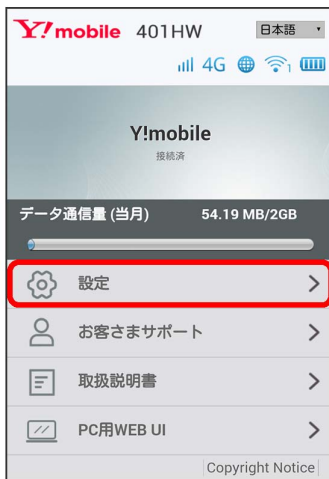 Y!mobile 401HW 日本語
4G 1
Y!mobile
接続済
データ通信量 (当月) 54.19 MB/2GB
設定
お客さまサポート
取扱説明書
PC用WEB UI
Copyright Notice